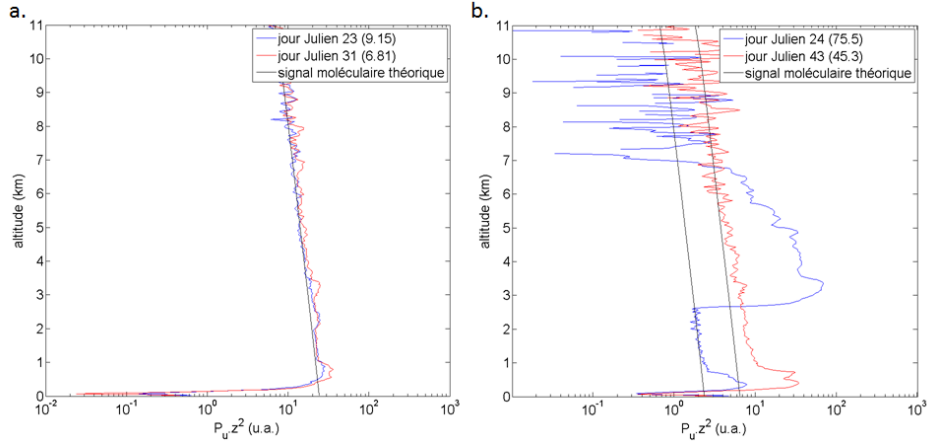 a.
11
10
9
8
7
6
5
4
3
2
1
0
altitude (km)
jour Julien 23 (9.15)
jour Julien 31 (6.81)
signal moléculaire théorique
10⁻²
10⁻¹
10⁰
10¹
10²
10³
Pᵤ.z² (u.a.)
b.
11
10
9
8
7
6
5
4
3
2
1
0
altitude (km)
jour Julien 24 (75.5)
jour Julien 43 (45.3)
signal moléculaire théorique
10⁻¹
10⁰
10¹
10²
10³
Pᵤ.z² (u.a.)